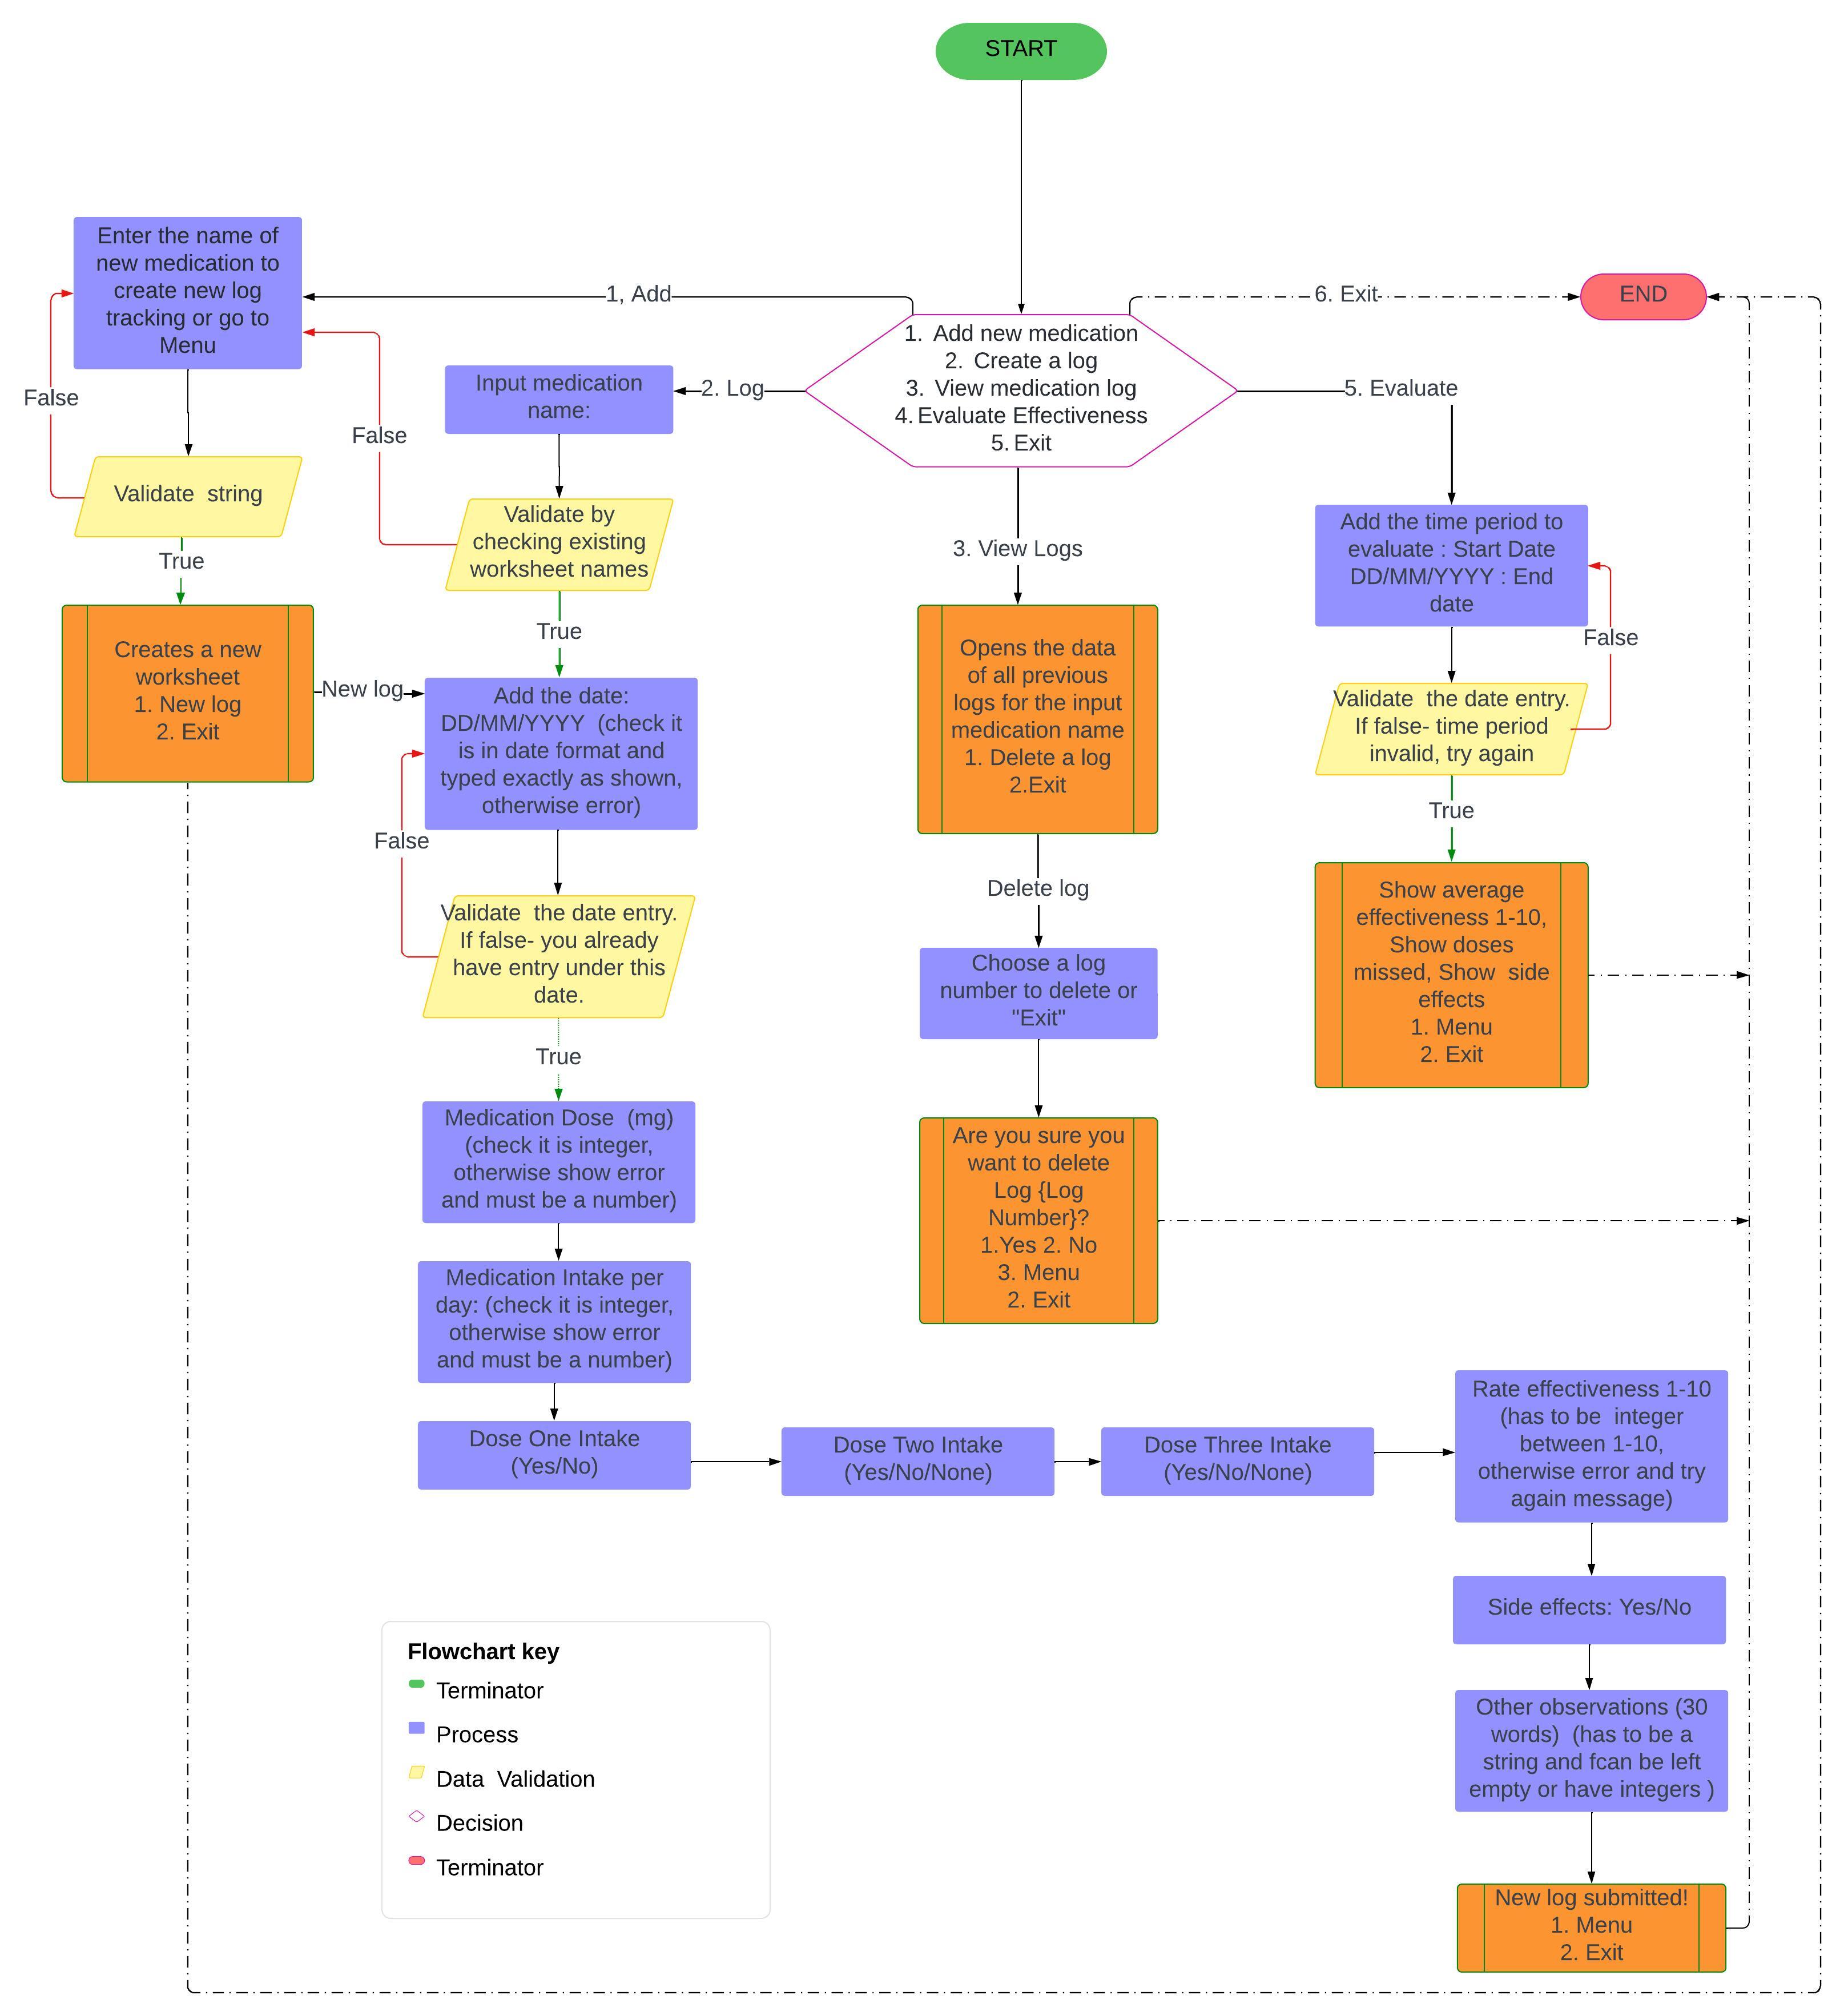 START
Enter the name of
new medication to
create new log
tracking or go to
Menu
1, Add
6. Exit
END
1. Add new medication
2. Create a log
3. View medication log
4. Evaluate Effectiveness
5. Exit
False
False
Input medication
name:
2. Log
5. Evaluate
Validate string
True
Validate by
checking existing
worksheet names
True
3. View Logs
Add the time period to
evaluate : Start Date
DD/MM/YYYY : End
date
False
Creates a new
worksheet
1. New log
2. Exit
New log
Add the date:
DD/MM/YYYY (check it
is in date format and
typed exactly as shown,
otherwise error)
False
Opens the data
of all previous
logs for the input
medication name
1. Delete a log
2.Exit
Validate the date entry.
If false- time period
invalid, try again
True
Delete log
Validate the date entry.
If false- you already
have entry under this
date.
True
Choose a log
number to delete or
"Exit"
Show average
effectiveness 1-10,
Show doses
missed, Show side
effects
1. Menu
2. Exit
Medication Dose (mg)
(check it is integer,
otherwise show error
and must be a number)
Are you sure you
want to delete
Log {Log
Number}?
1.Yes 2. No
3. Menu
2. Exit
Medication Intake per
day: (check it is integer,
otherwise show error
and must be a number)
Dose One Intake
(Yes/No)
Dose Two Intake
(Yes/No/None)
Dose Three Intake
(Yes/No/None)
Rate effectiveness 1-10
(has to be integer
between 1-10,
otherwise error and try
again message)
Side effects: Yes/No
Other observations (30
words) (has to be a
string and fcan be left
empty or have integers )
New log submitted!
1. Menu
2. Exit
Flowchart key
Terminator
Process
Data Validation
Decision
Terminator